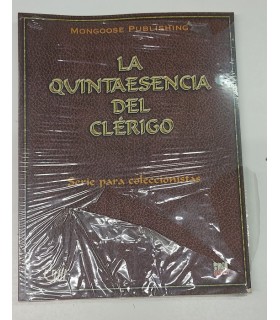 MONGOOSE PUBLISHING
LA
QUINTAESENCIA
DEL
CLÉRIGO
Serie para coleccionistas